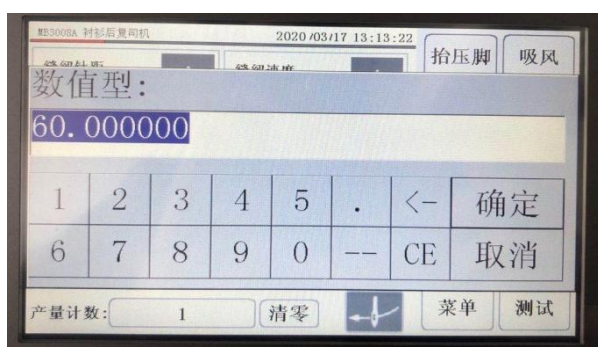 MB3008A 衬衫后复司机 2020/03/17 13:13:22
抬压脚 吸风
数值型：
60.000000
1 2 3 4 5 . <- 确定
6 7 8 9 0 -- CE 取消
产量计数: 1 清零 菜单 测试